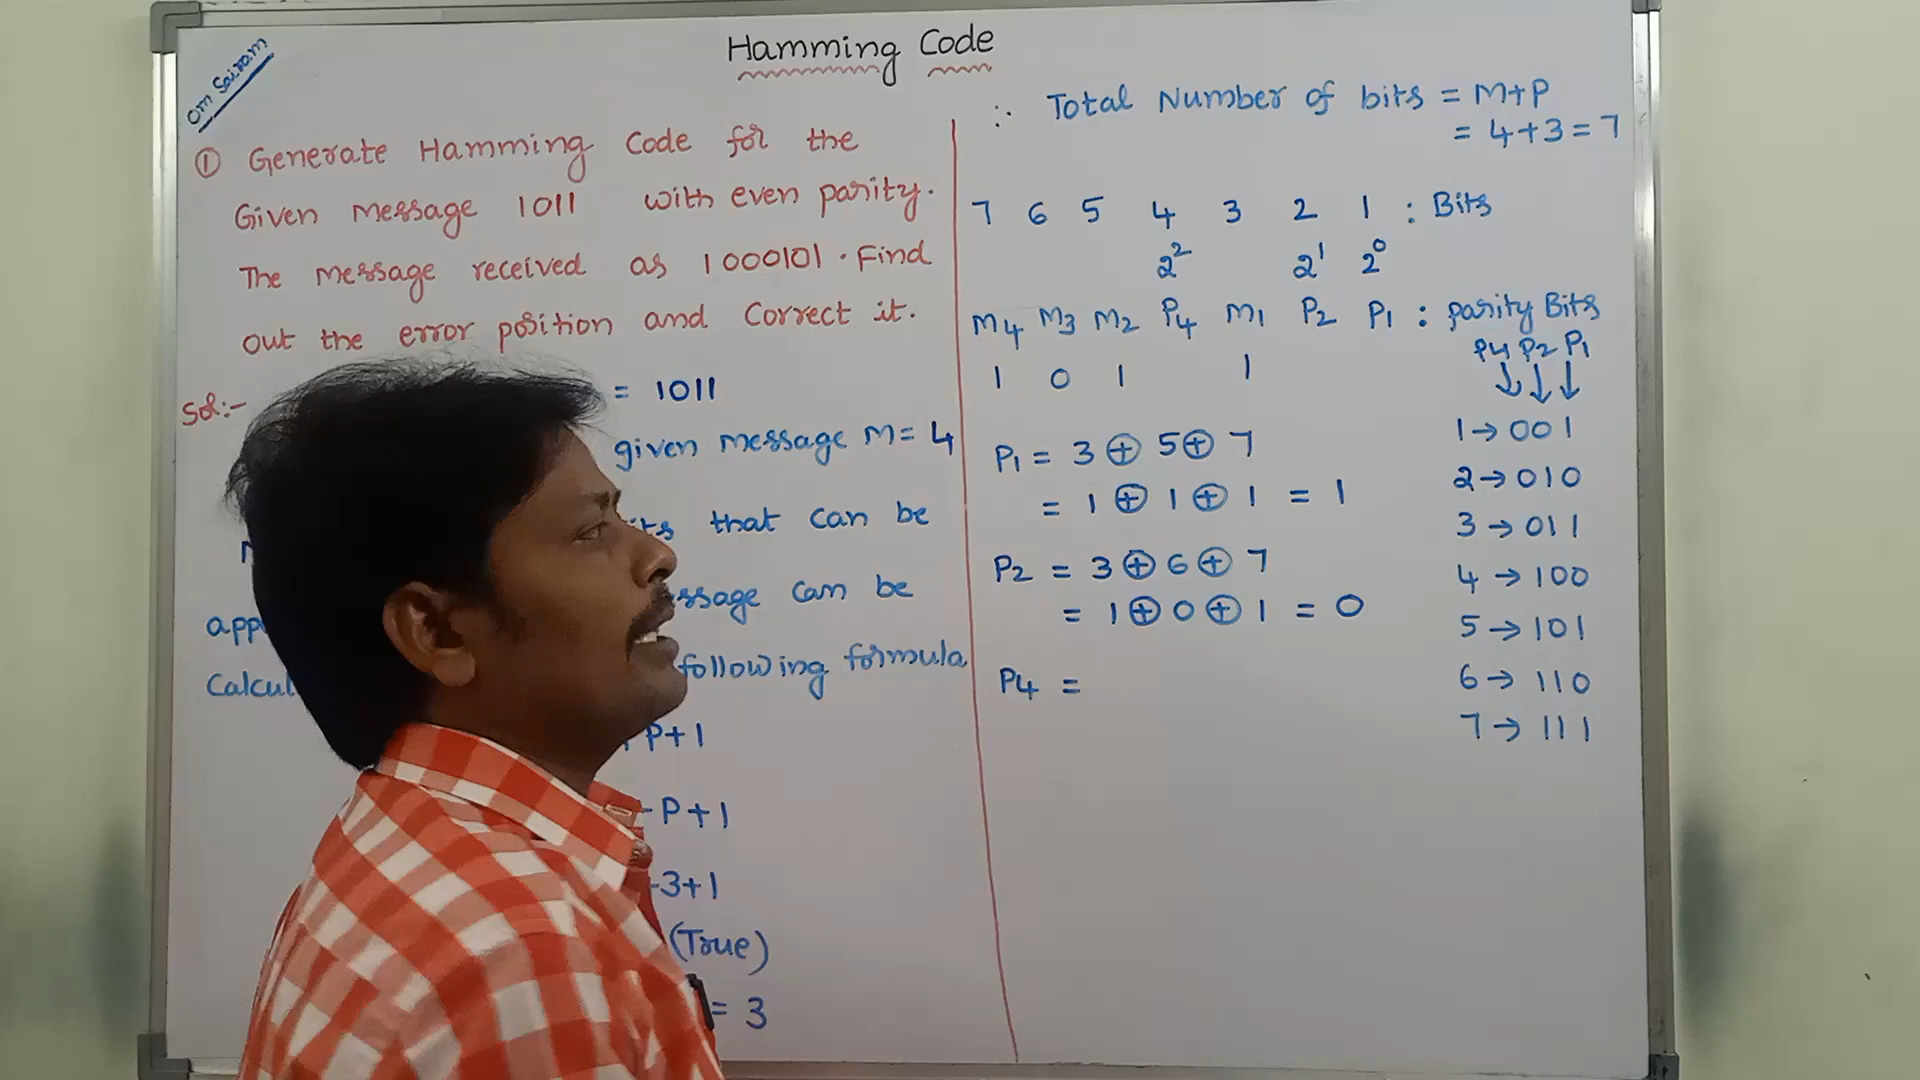 Om Sairam
Hamming Code
① Generate Hamming Code for the
Given message 1011 with even parity.
The message received as 1000101. Find
out the error position and Correct it.
Sol:-
= 1011
given message M = 4
that can be
can be
following formula
P+1
P+1
3+1
(True)
= 3
∴ Total Number of bits = M+P
= 4+3=7
7 6 5 4 3 2 1 : Bits
2² 2¹ 2⁰
M4 M3 M2 P4 M1 P2 P1 : parity Bits
P4 P2 P1
↓ ↓ ↓
1 0 1 1
P1 = 3 ⊕ 5 ⊕ 7
= 1 ⊕ 1 ⊕ 1 = 1
P2 = 3 ⊕ 6 ⊕ 7
= 1 ⊕ 0 ⊕ 1 = 0
P4 =
1 → 001
2 → 010
3 → 011
4 → 100
5 → 101
6 → 110
7 → 111